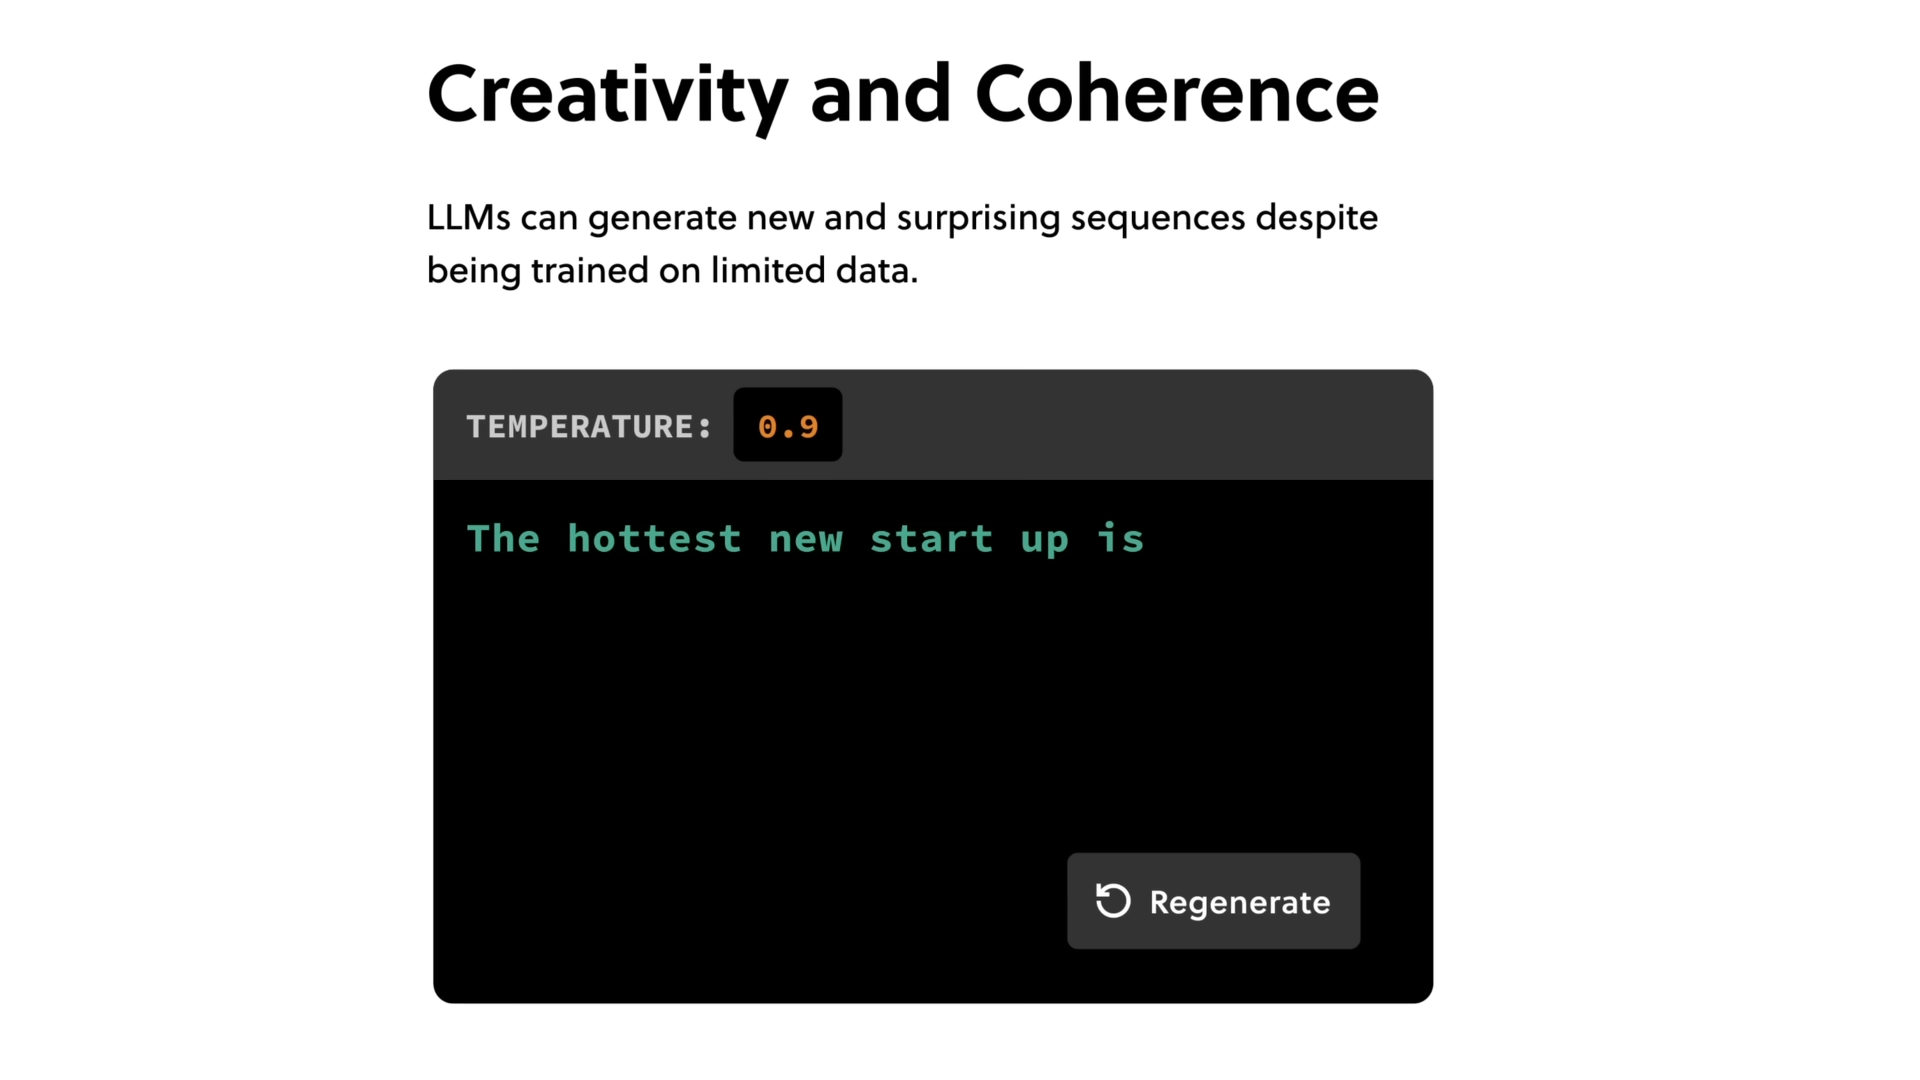 Creativity and Coherence
LLMs can generate new and surprising sequences despite
being trained on limited data.
TEMPERATURE: 0.9
The hottest new start up is
Regenerate